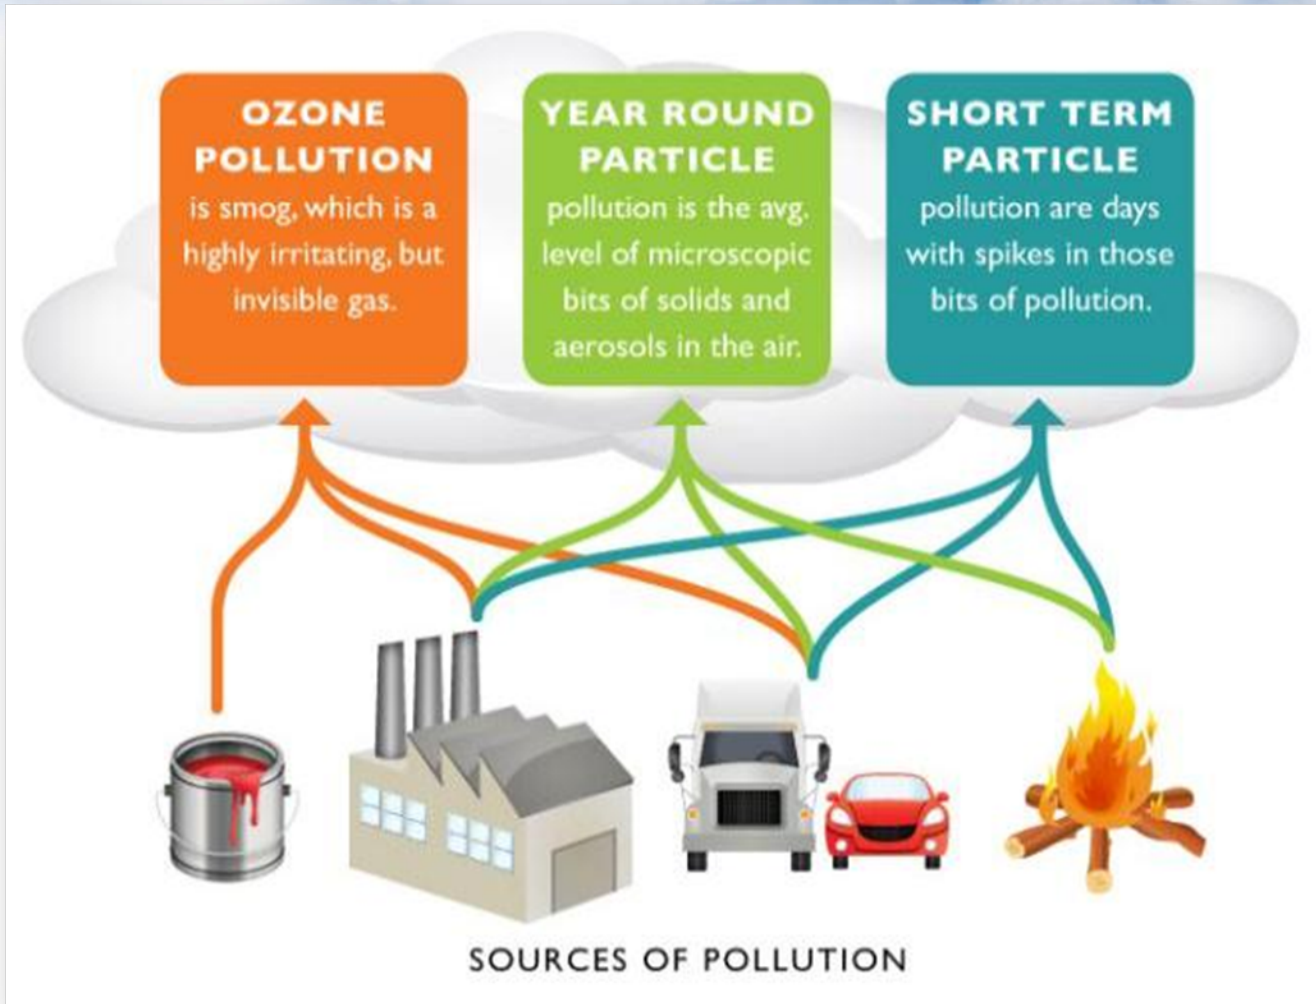 OZONE
POLLUTION
is smog, which is a
highly irritating, but
invisible gas.
YEAR ROUND
PARTICLE
pollution is the avg.
level of microscopic
bits of solids and
aerosols in the air.
SHORT TERM
PARTICLE
pollution are days
with spikes in those
bits of pollution.
SOURCES OF POLLUTION